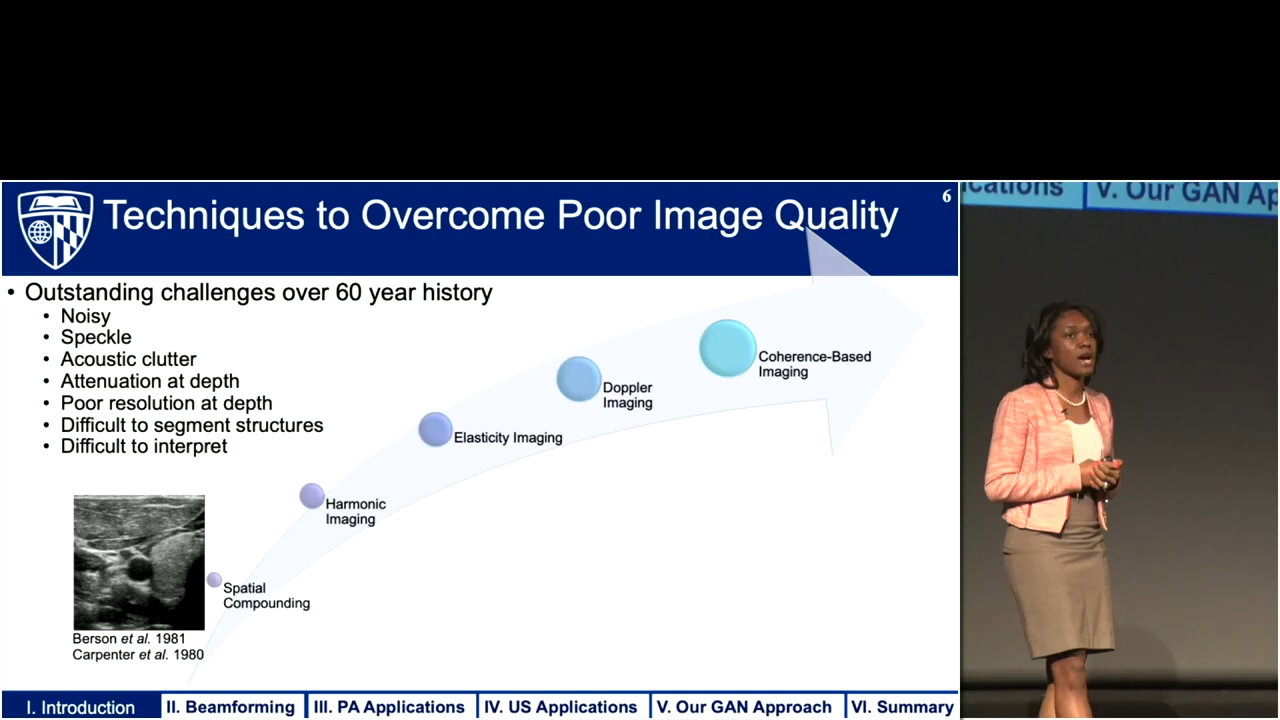 Techniques to Overcome Poor Image Quality
6
• Outstanding challenges over 60 year history
• Noisy
• Speckle
• Acoustic clutter
• Attenuation at depth
• Poor resolution at depth
• Difficult to segment structures
• Difficult to interpret
Coherence-Based
Imaging
Doppler
Imaging
Elasticity Imaging
Harmonic
Imaging
Spatial
Compounding
Berson et al. 1981
Carpenter et al. 1980
I. Introduction
II. Beamforming
III. PA Applications
IV. US Applications
V. Our GAN Approach
VI. Summary
ications
V. Our GAN Ap